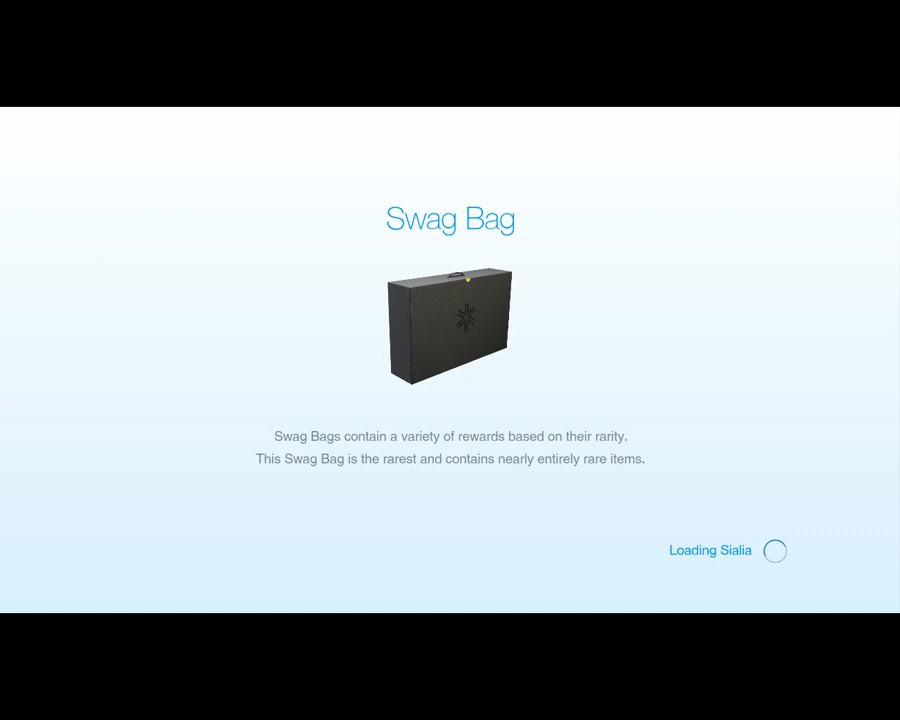 Swag Bag
Swag Bags contain a variety of rewards based on their rarity.
This Swag Bag is the rarest and contains nearly entirely rare items.
Loading Sialia